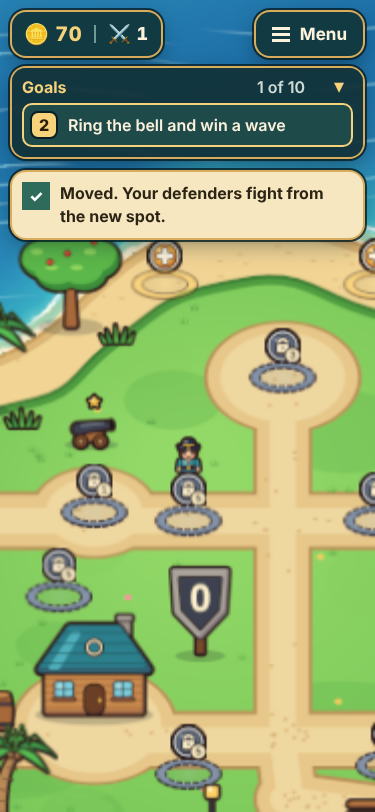 70 | 1
Menu
Goals
1 of 10
2 Ring the bell and win a wave
Moved. Your defenders fight from
the new spot.
0